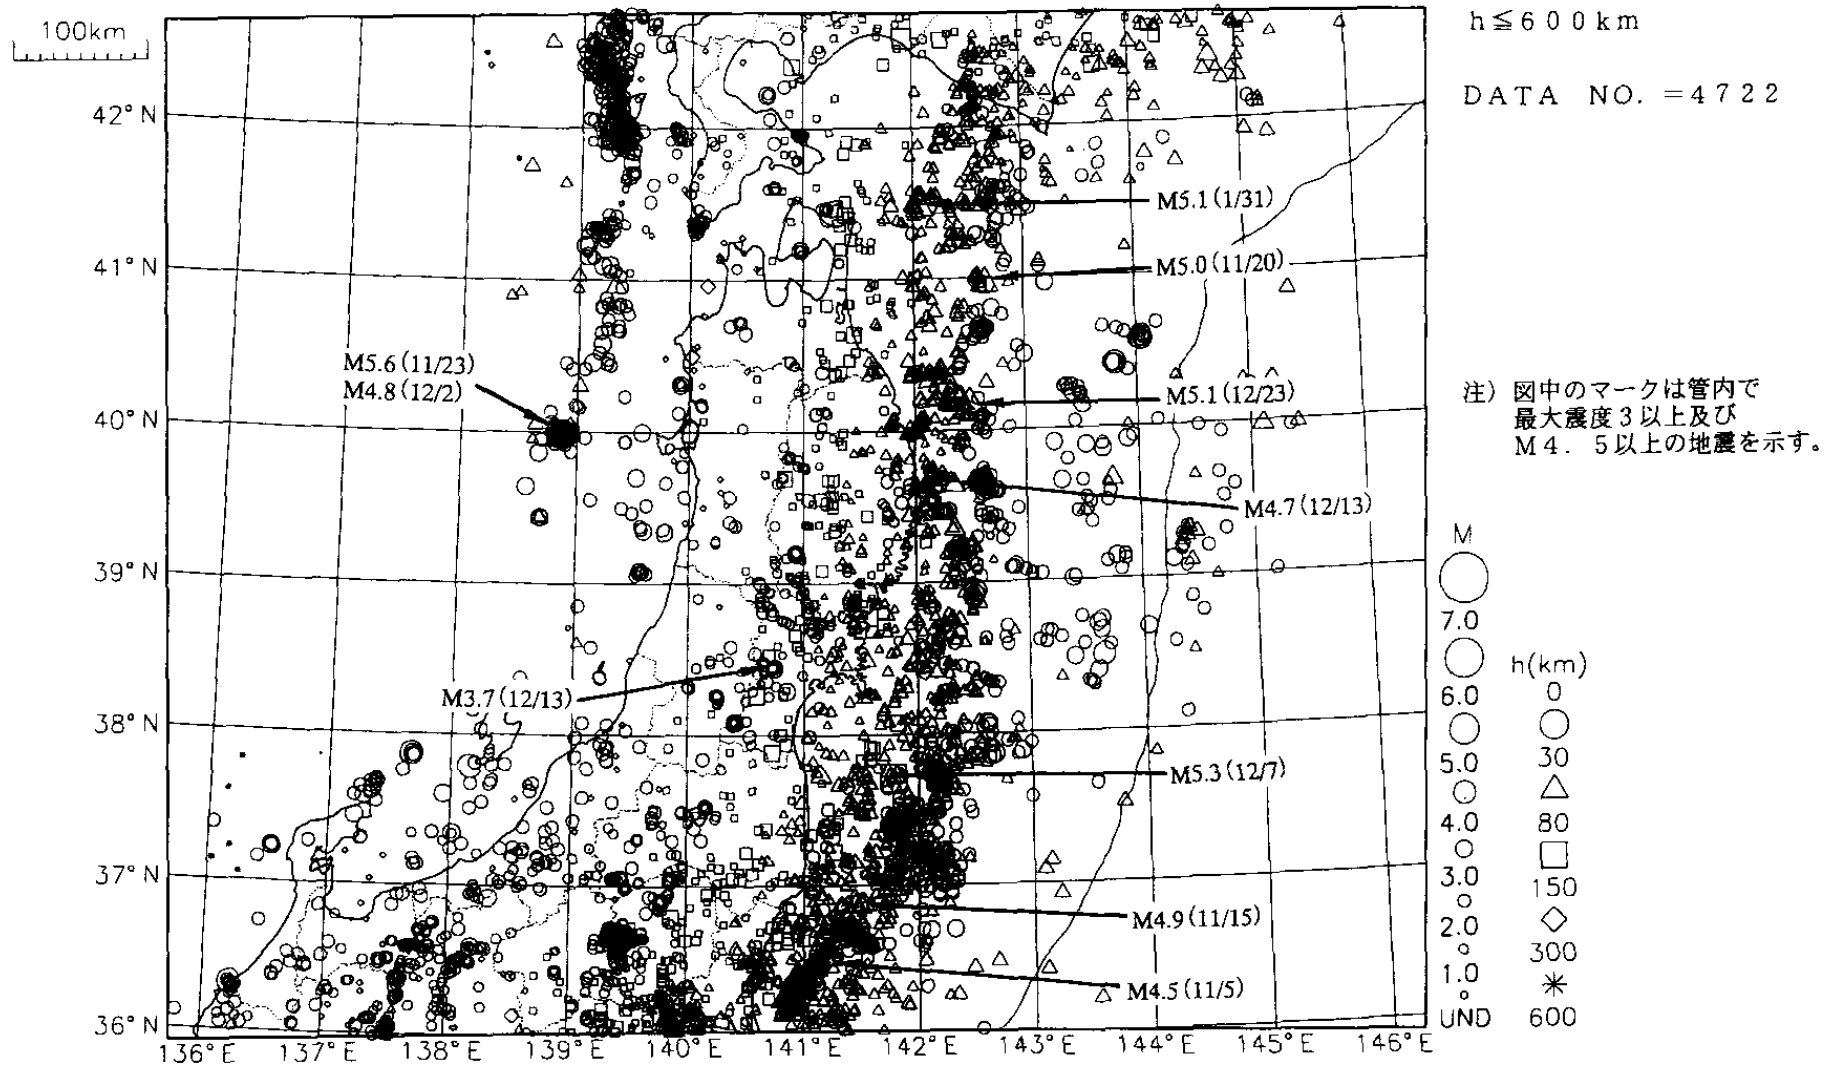 100km
h≦600km
DATA NO. =4722
42°N
41°N
40°N
39°N
38°N
37°N
36°N
M5.1(1/31)
M5.0(11/20)
M5.6(11/23)
M4.8(12/2)
M5.1(12/23)
M4.7(12/13)
M3.7(12/13)
M5.3(12/7)
M4.9(11/15)
M4.5(11/5)
注) 図中のマークは管内で
最大震度3以上及び
M4.5以上の地震を示す。
M
7.0
6.0
5.0
4.0
3.0
2.0
1.0
UND
h(km)
0
30
80
150
300
600
136°E 137°E 138°E 139°E 140°E 141°E 142°E 143°E 144°E 145°E 146°E